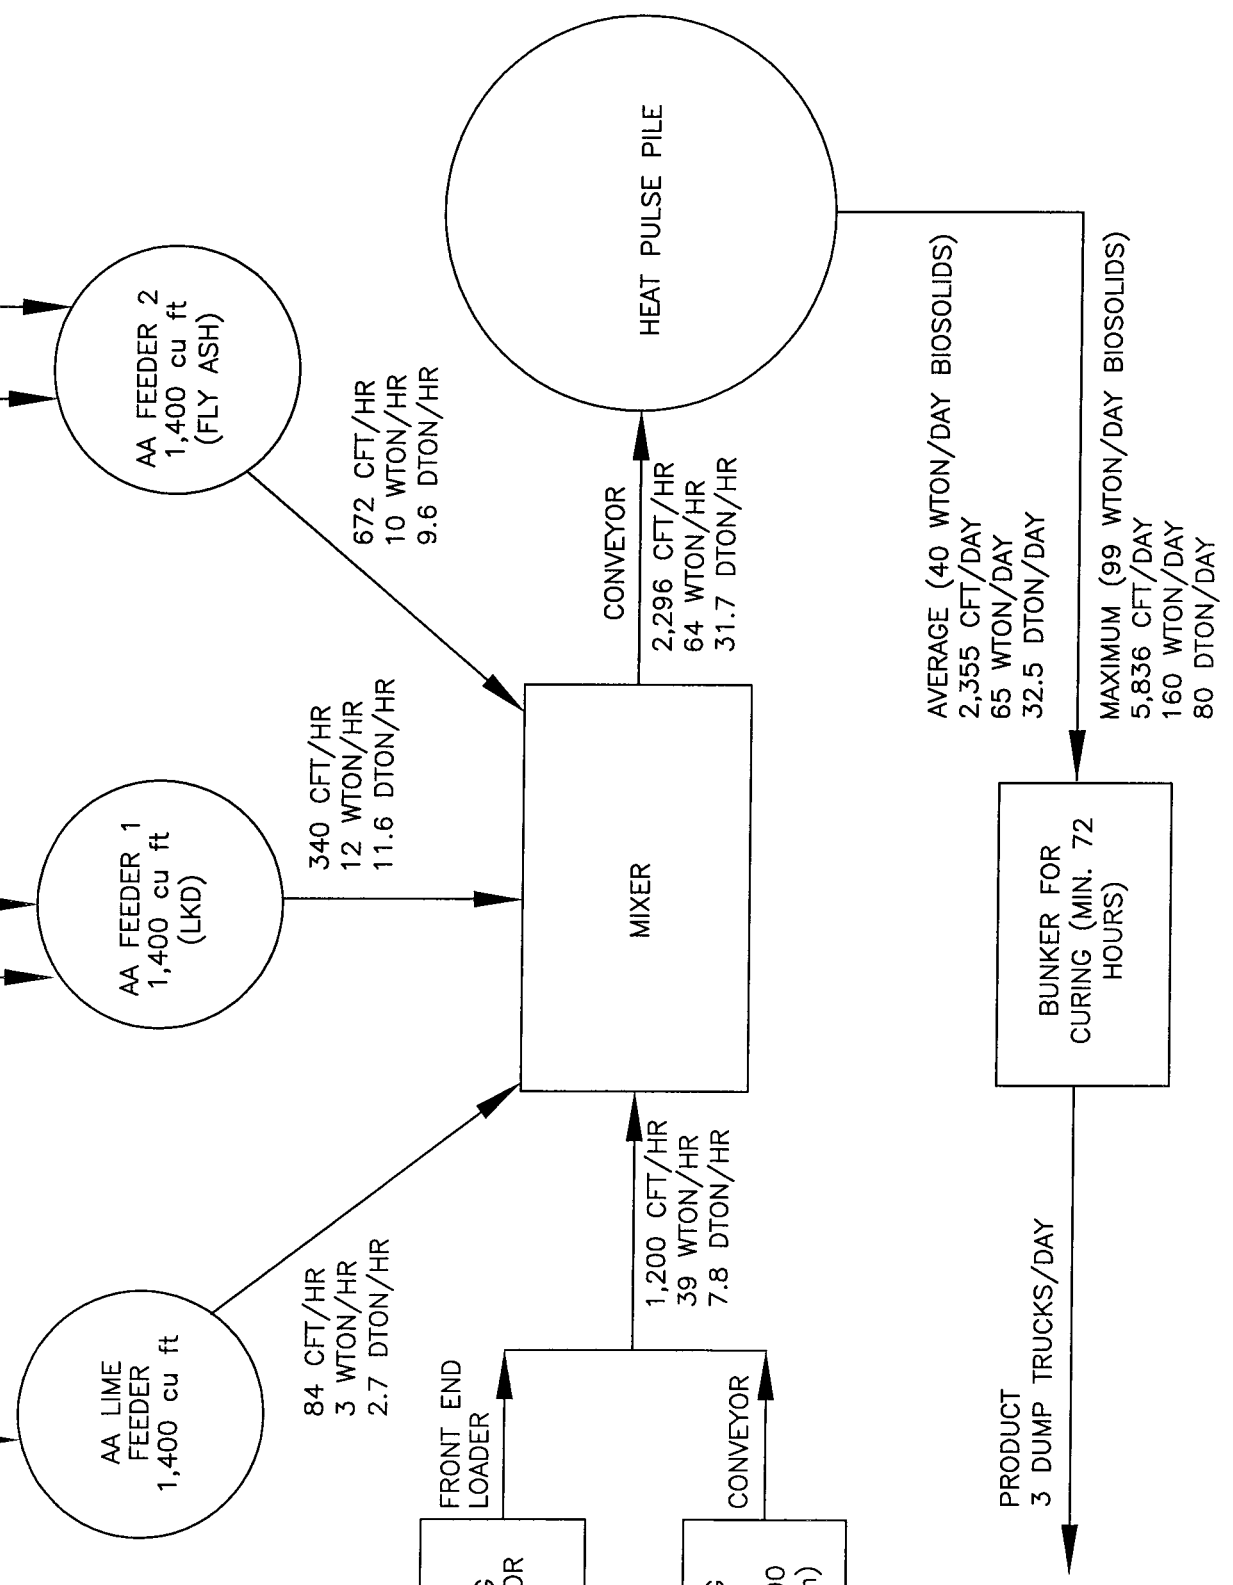 AA LIME
FEEDER
1,400 cu ft
AA FEEDER 1
1,400 cu ft
(LKD)
AA FEEDER 2
1,400 cu ft
(FLY ASH)
84 CFT/HR
3 WTON/HR
2.7 DTON/HR
340 CFT/HR
12 WTON/HR
11.6 DTON/HR
672 CFT/HR
10 WTON/HR
9.6 DTON/HR
FRONT END
LOADER
CONVEYOR
1,200 CFT/HR
39 WTON/HR
7.8 DTON/HR
MIXER
CONVEYOR
2,296 CFT/HR
64 WTON/HR
31.7 DTON/HR
HEAT PULSE PILE
AVERAGE (40 WTON/DAY BIOSOLIDS)
2,355 CFT/DAY
65 WTON/DAY
32.5 DTON/DAY
MAXIMUM (99 WTON/DAY BIOSOLIDS)
5,836 CFT/DAY
160 WTON/DAY
80 DTON/DAY
BUNKER FOR
CURING (MIN. 72
HOURS)
PRODUCT
3 DUMP TRUCKS/DAY